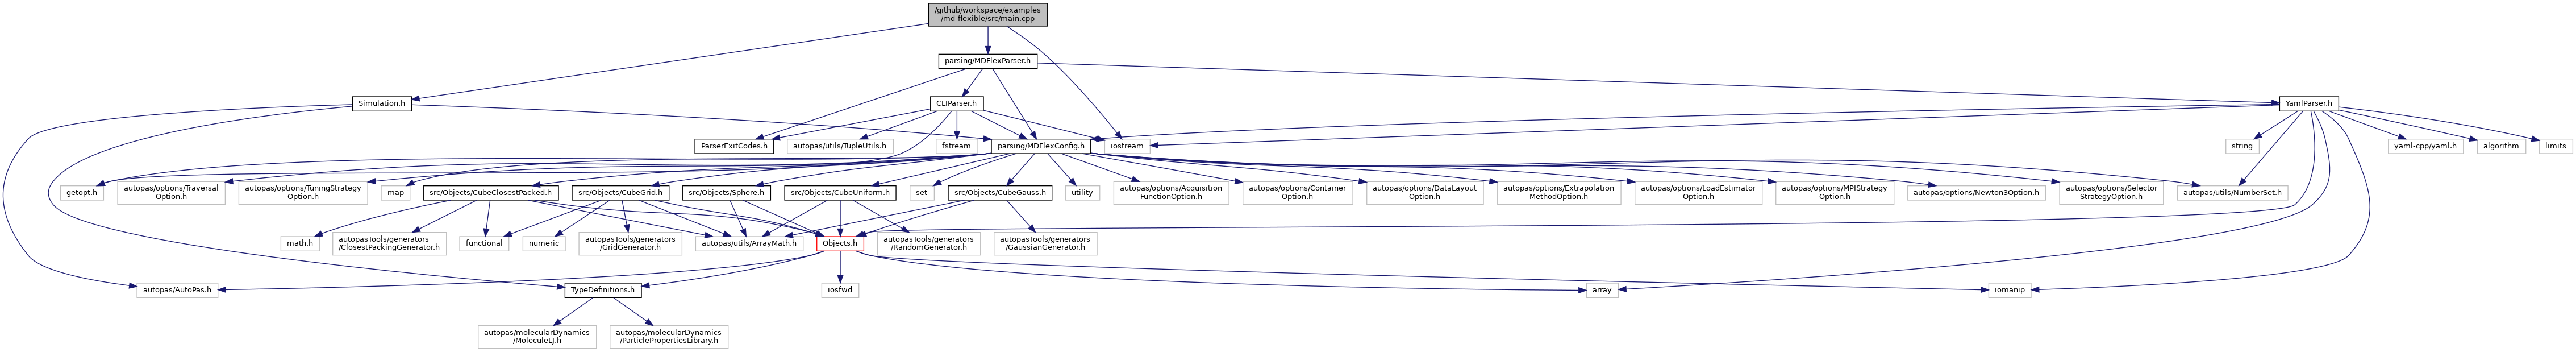 /github/workspace/examples
/md-flexible/src/main.cpp
parsing/MDFlexParser.h
Simulation.h
CLIParser.h
YamlParser.h
ParserExitCodes.h
autopas/utils/TupleUtils.h
fstream
parsing/MDFlexConfig.h
iostream
string
yaml-cpp/yaml.h
algorithm
limits
getopt.h
autopas/options/Traversal
Option.h
autopas/options/TuningStrategy
Option.h
map
src/Objects/CubeClosestPacked.h
src/Objects/CubeGrid.h
src/Objects/Sphere.h
src/Objects/CubeUniform.h
set
src/Objects/CubeGauss.h
utility
autopas/options/Acquisition
FunctionOption.h
autopas/options/Container
Option.h
autopas/options/DataLayout
Option.h
autopas/options/Extrapolation
MethodOption.h
autopas/options/LoadEstimator
Option.h
autopas/options/MPIStrategy
Option.h
autopas/options/Newton3Option.h
autopas/options/Selector
StrategyOption.h
autopas/utils/NumberSet.h
math.h
autopasTools/generators
/ClosestPackingGenerator.h
functional
numeric
autopasTools/generators
/GridGenerator.h
autopas/utils/ArrayMath.h
Objects.h
autopasTools/generators
/RandomGenerator.h
autopasTools/generators
/GaussianGenerator.h
autopas/AutoPas.h
TypeDefinitions.h
iosfwd
array
iomanip
autopas/molecularDynamics
/MoleculeLJ.h
autopas/molecularDynamics
/ParticlePropertiesLibrary.h